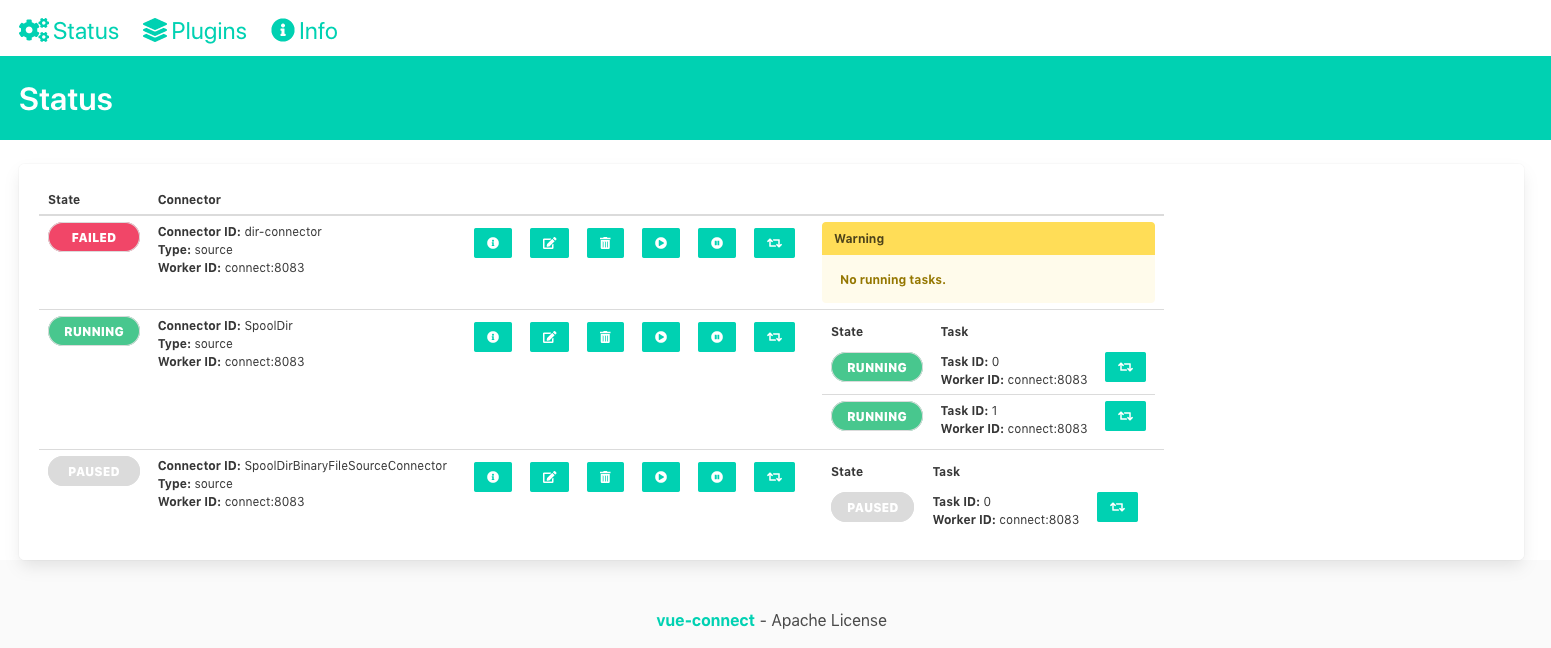 Status Plugins Info
Status
State Connector
FAILED
Connector ID: dir-connector
Type: source
Worker ID: connect:8083
Warning
No running tasks.
RUNNING
Connector ID: SpoolDir
Type: source
Worker ID: connect:8083
State Task
RUNNING
Task ID: 0
Worker ID: connect:8083
RUNNING
Task ID: 1
Worker ID: connect:8083
PAUSED
Connector ID: SpoolDirBinaryFileSourceConnector
Type: source
Worker ID: connect:8083
State Task
PAUSED
Task ID: 0
Worker ID: connect:8083
vue-connect - Apache License